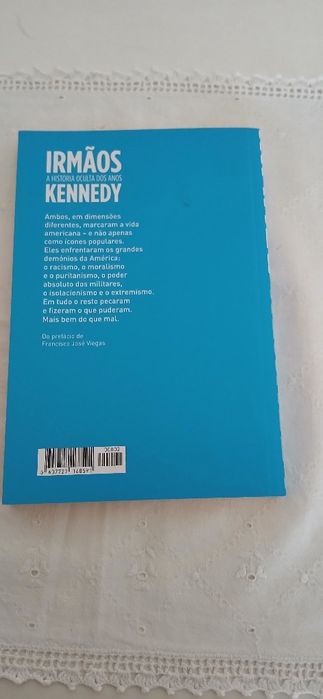 IRMÃOS
A HISTÓRIA OCULTA DOS ANOS
KENNEDY
Ambos, em dimensões
diferentes, marcaram a vida
americana – e não apenas
como ícones populares.
Eles enfrentaram os grandes
demónios da América:
o racismo, o moralismo
e o puritanismo, o poder
absoluto dos militares,
o isolacionismo e o extremismo.
Em tudo o resto pecaram
e fizeram o que puderam.
Mais bem do que mal.
Do prefácio de
Francisco José Viegas